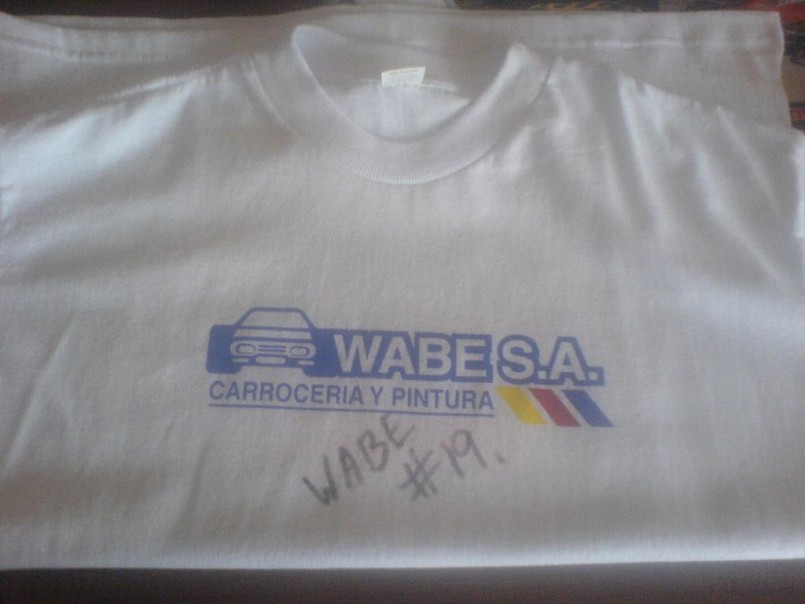 WABE S.A.
CARROCERIA Y PINTURA
WABE
#19.